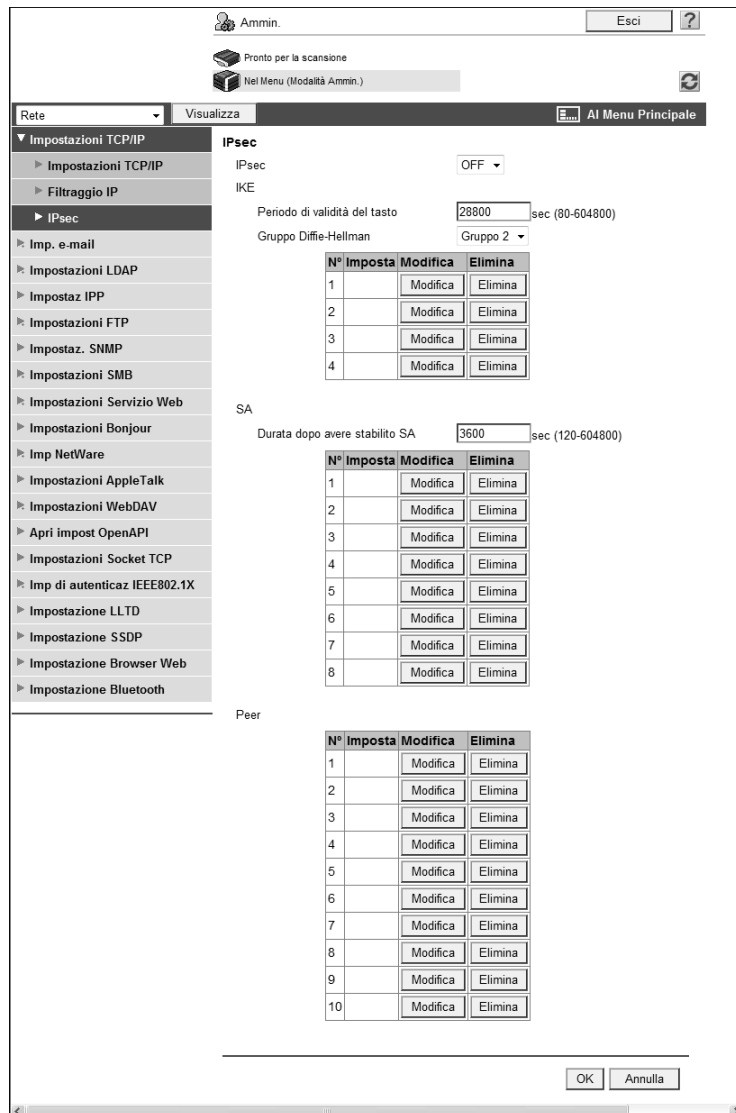 Ammin.
Esci
?
Pronto per la scansione
Nel Menu (Modalità Ammin.)
Rete
Visualizza
Al Menu Principale
Impostazioni TCP/IP
Impostazioni TCP/IP
Filtraggio IP
IPsec
Imp. e-mail
Impostazioni LDAP
Impostaz IPP
Impostazioni FTP
Impostaz. SNMP
Impostazioni SMB
Impostazioni Servizio Web
Impostazioni Bonjour
Imp NetWare
Impostazioni AppleTalk
Impostazioni WebDAV
Apri impost OpenAPI
Impostazioni Socket TCP
Imp di autenticaz IEEE802.1X
Impostazione LLTD
Impostazione SSDP
Impostazione Browser Web
Impostazione Bluetooth
IPsec
IPsec OFF
IKE
Periodo di validità del tasto 28800 sec (80-604800)
Gruppo Diffie-Hellman Gruppo 2
Nº Imposta Modifica Elimina
1 Modifica Elimina
2 Modifica Elimina
3 Modifica Elimina
4 Modifica Elimina
SA
Durata dopo avere stabilito SA 3600 sec (120-604800)
Nº Imposta Modifica Elimina
1 Modifica Elimina
2 Modifica Elimina
3 Modifica Elimina
4 Modifica Elimina
5 Modifica Elimina
6 Modifica Elimina
7 Modifica Elimina
8 Modifica Elimina
Peer
Nº Imposta Modifica Elimina
1 Modifica Elimina
2 Modifica Elimina
3 Modifica Elimina
4 Modifica Elimina
5 Modifica Elimina
6 Modifica Elimina
7 Modifica Elimina
8 Modifica Elimina
9 Modifica Elimina
10 Modifica Elimina
OK Annulla